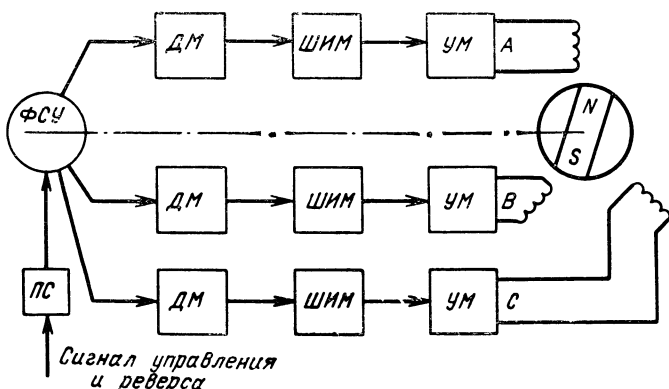 ДМ ШИМ УМ A
ФСУ
N
S
ДМ ШИМ УМ B
ДМ ШИМ УМ C
ПС
Сигнал управления
и реверса